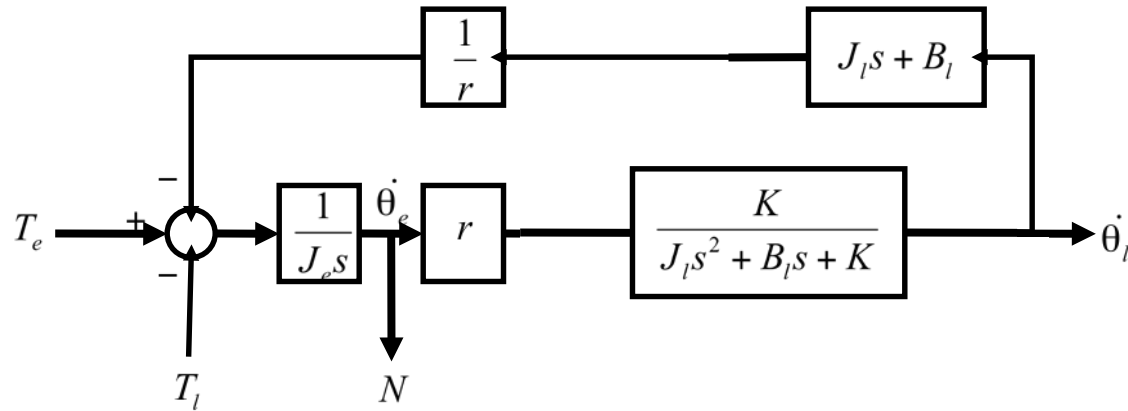 1
r
J_l s + B_l
−
T_e
+
−
1
J_e s
θ̇_e
r
K
J_l s² + B_l s + K
θ̇_l
T_l
N